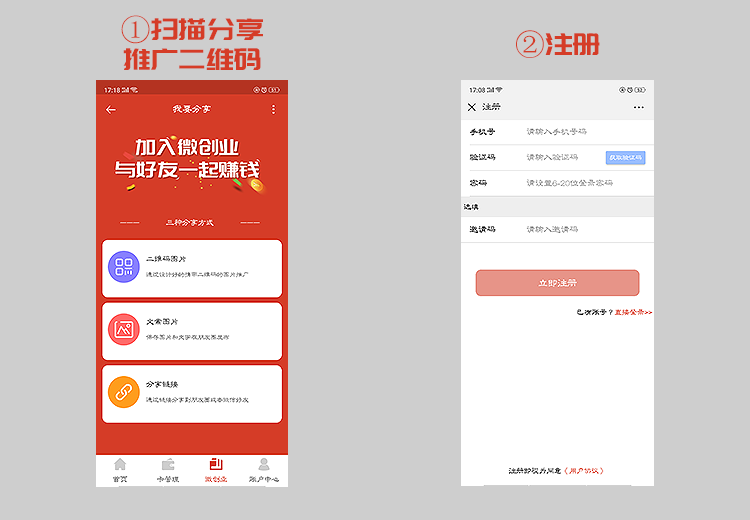 ①扫描分享
推广二维码
17:18
我要分享
加入微创业
与好友一起赚钱
三种分享方式
二维码图片
通过设计好的情带二维码的图片推广
文案图片
保存图片和文字在朋友圈发布
分享链接
通过链接分享到朋友圈或者微信好友
首页
卡管理
微创业
账户中心
②注册
17:08
注册
手机号 请输入手机号码
验证码 请输入验证码 获取验证码
密码 请设置6-20位登录密码
选填
邀请码 请输入邀请码
立即注册
已有账号？直接登录>>
注册即视为同意《用户协议》